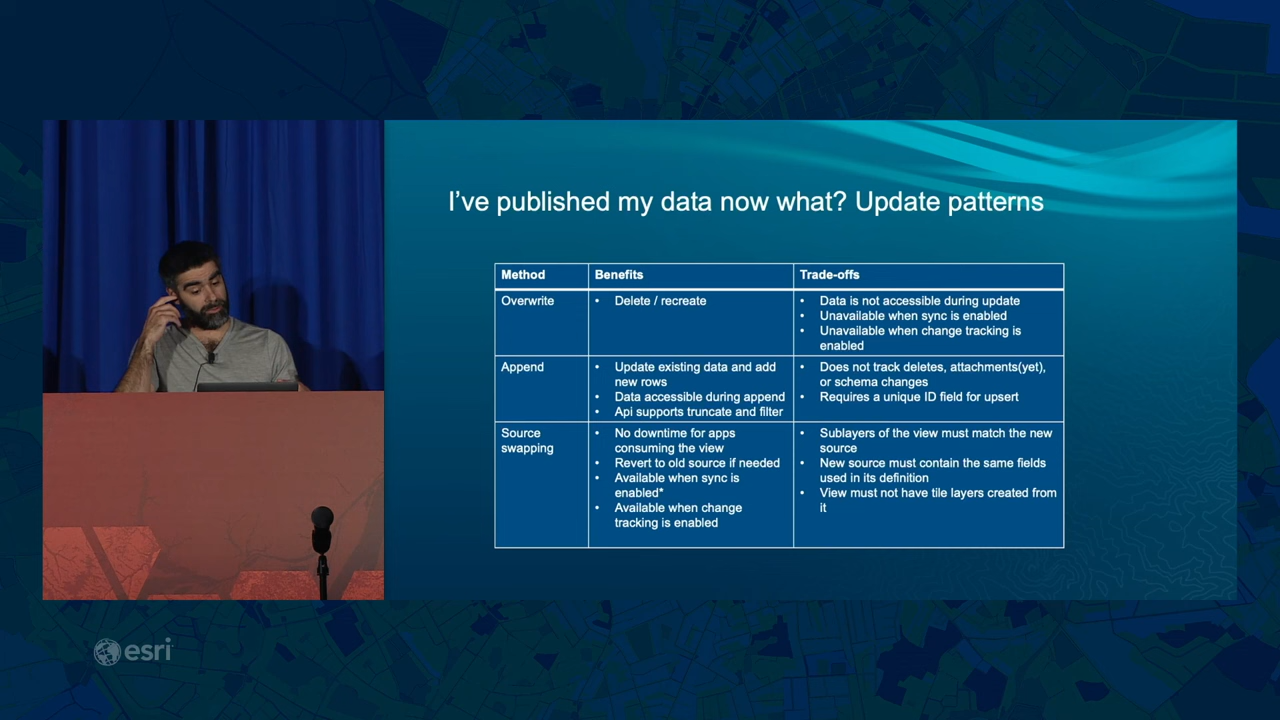 I've published my data now what? Update patterns
Method Benefits Trade-offs
Overwrite
• Delete / recreate
• Data is not accessible during update
• Unavailable when sync is enabled
• Unavailable when change tracking is
enabled
Append
• Update existing data and add
new rows
• Data accessible during append
• Api supports truncate and filter
• Does not track deletes, attachments(yet),
or schema changes
• Requires a unique ID field for upsert
Source
swapping
• No downtime for apps
consuming the view
• Revert to old source if needed
• Available when sync is
enabled*
• Available when change
tracking is enabled
• Sublayers of the view must match the new
source
• New source must contain the same fields
used in its definition
• View must not have tile layers created from
it
esri